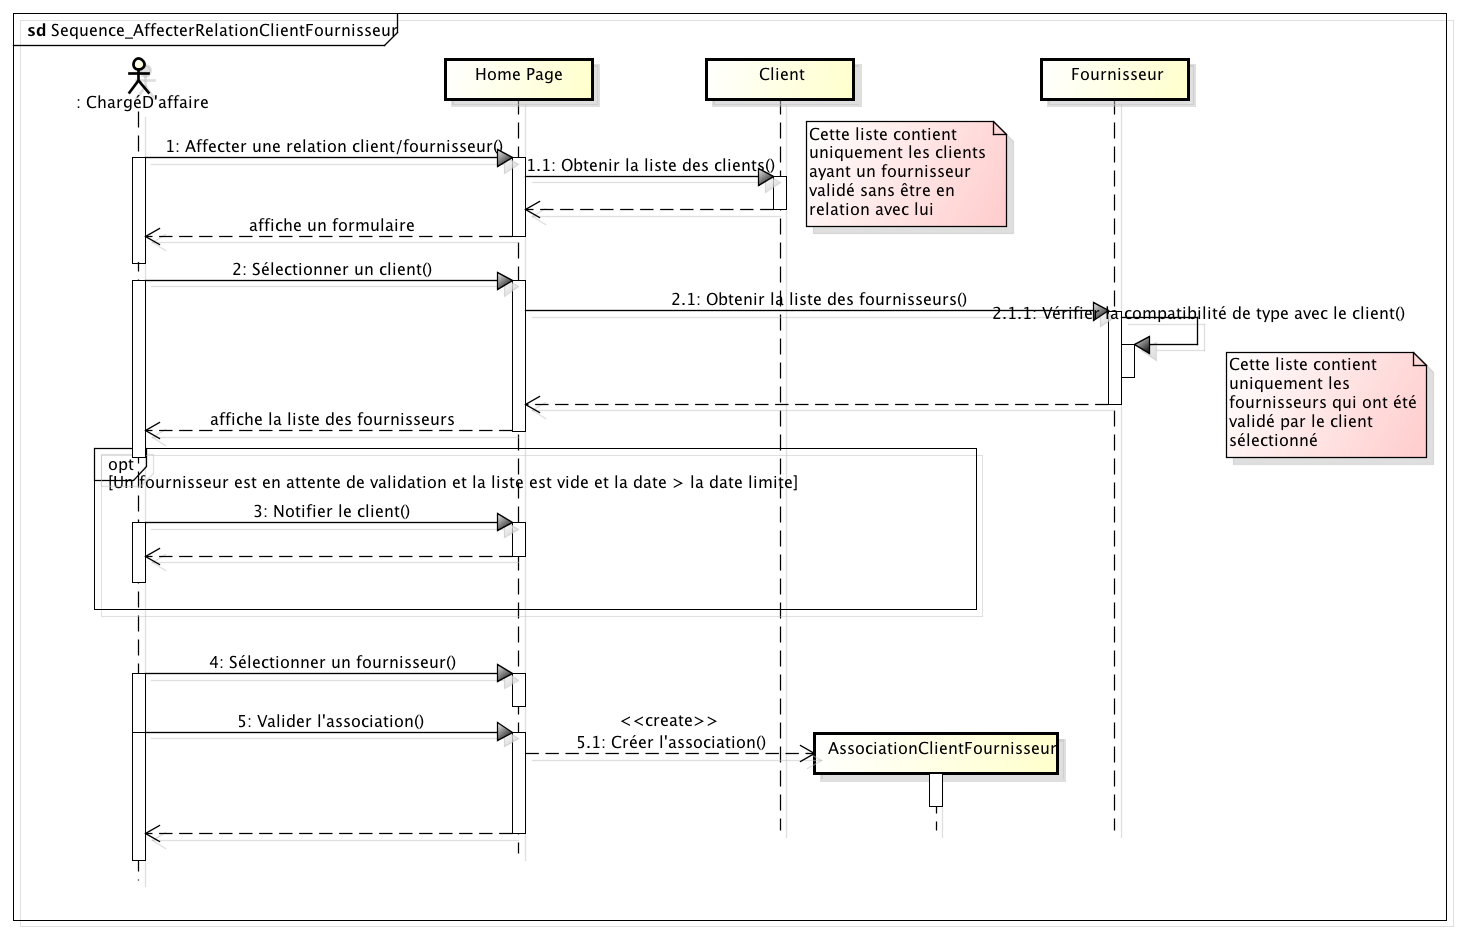 sd Sequence_AffecterRelationClientFournisseur
: ChargéD'affaire
Home Page
Client
Fournisseur
1: Affecter une relation client/fournisseur()
1.1: Obtenir la liste des clients()
Cette liste contient
uniquement les clients
ayant un fournisseur
validé sans être en
relation avec lui
affiche un formulaire
2: Sélectionner un client()
2.1: Obtenir la liste des fournisseurs()
2.1.1: Vérifier la compatibilité de type avec le client()
Cette liste contient
uniquement les
fournisseurs qui ont été
validé par le client
sélectionné
affiche la liste des fournisseurs
opt
[Un fournisseur est en attente de validation et la liste est vide et la date > la date limite]
3: Notifier le client()
4: Sélectionner un fournisseur()
5: Valider l'association()
<<create>>
5.1: Créer l'association()
AssociationClientFournisseur